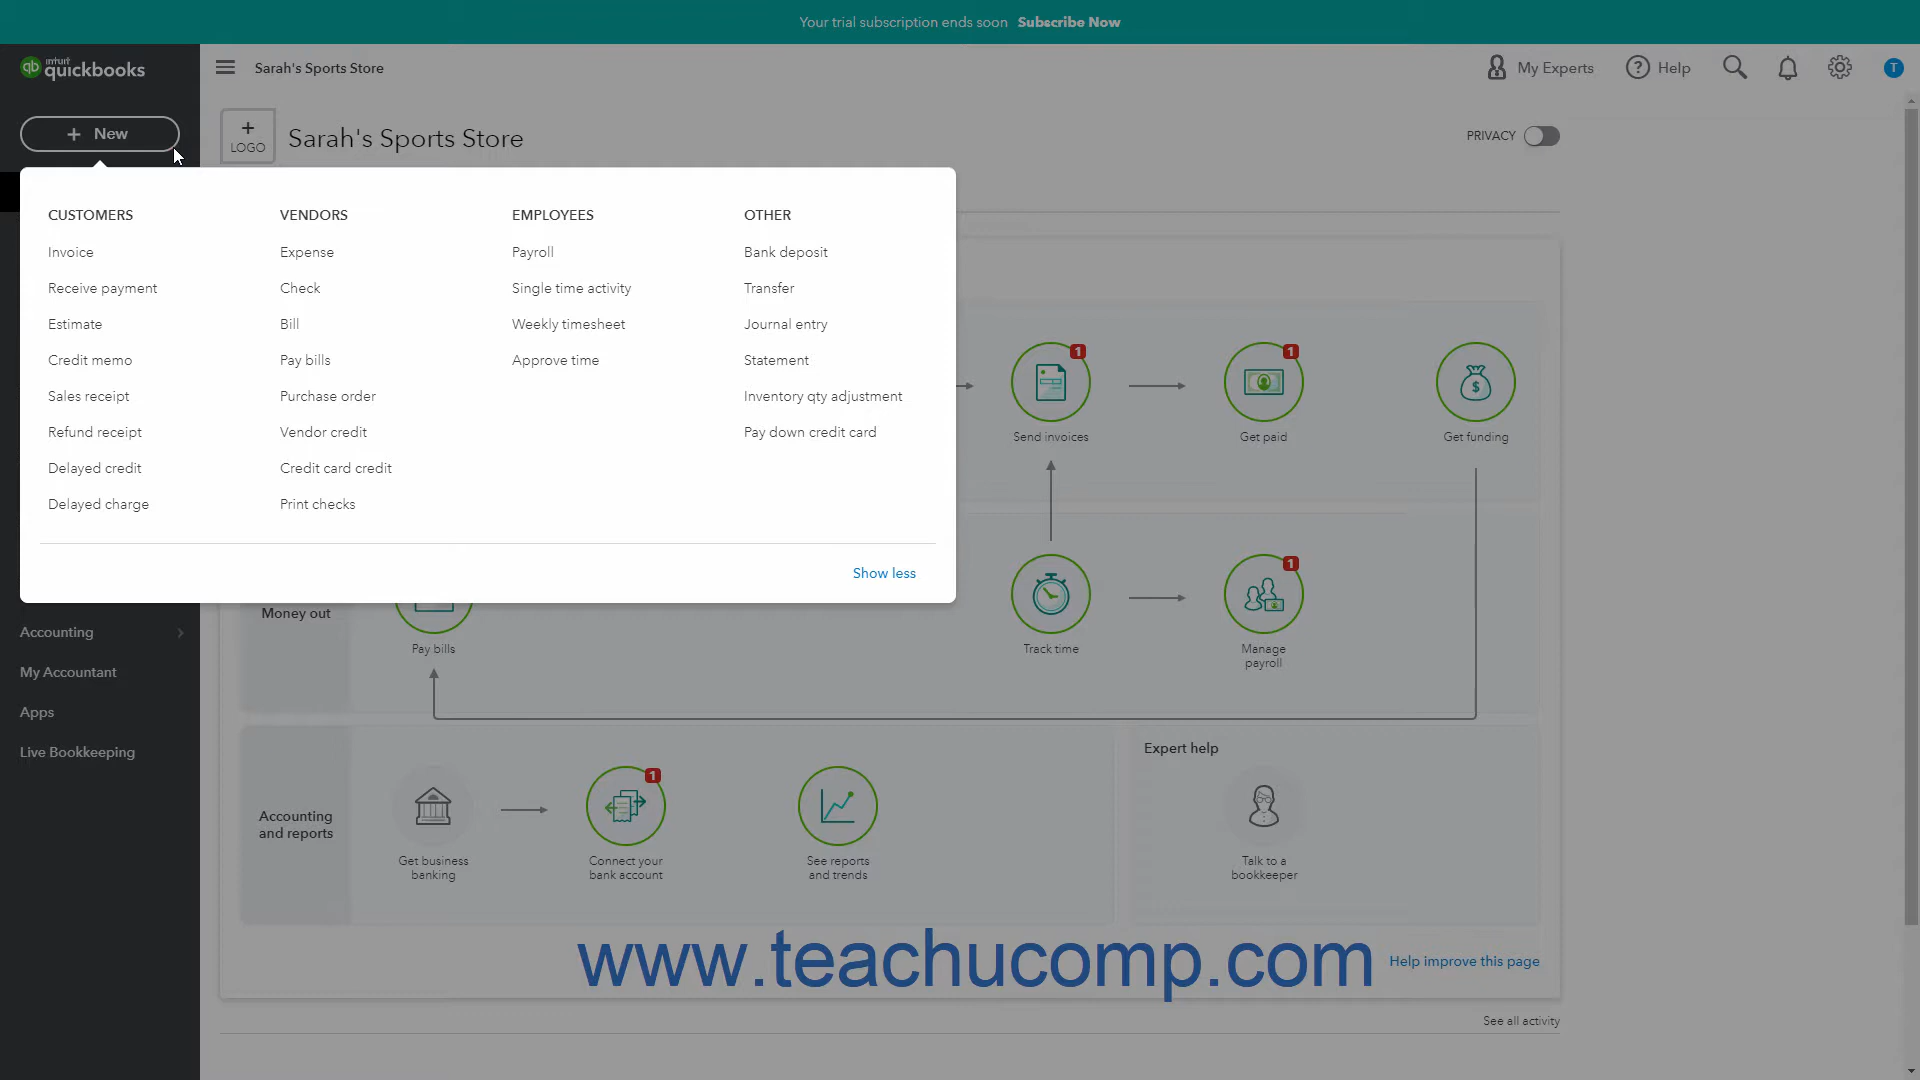 Your trial subscription ends soon Subscribe Now
intuit
qb quickbooks
Sarah's Sports Store
My Experts
? Help
T
+ New
+
LOGO
Sarah's Sports Store
PRIVACY
CUSTOMERS
Invoice
Receive payment
Estimate
Credit memo
Sales receipt
Refund receipt
Delayed credit
Delayed charge
VENDORS
Expense
Check
Bill
Pay bills
Purchase order
Vendor credit
Credit card credit
Print checks
EMPLOYEES
Payroll
Single time activity
Weekly timesheet
Approve time
OTHER
Bank deposit
Transfer
Journal entry
Statement
Inventory qty adjustment
Pay down credit card
Show less
1
Send invoices
1
Get paid
$
Get funding
Money out
Pay bills
Track time
1
Manage
payroll
Accounting
My Accountant
Apps
Live Bookkeeping
Accounting
and reports
Get business
banking
1
Connect your
bank account
See reports
and trends
Expert help
Talk to a
bookkeeper
www.teachucomp.com
Help improve this page
See all activity